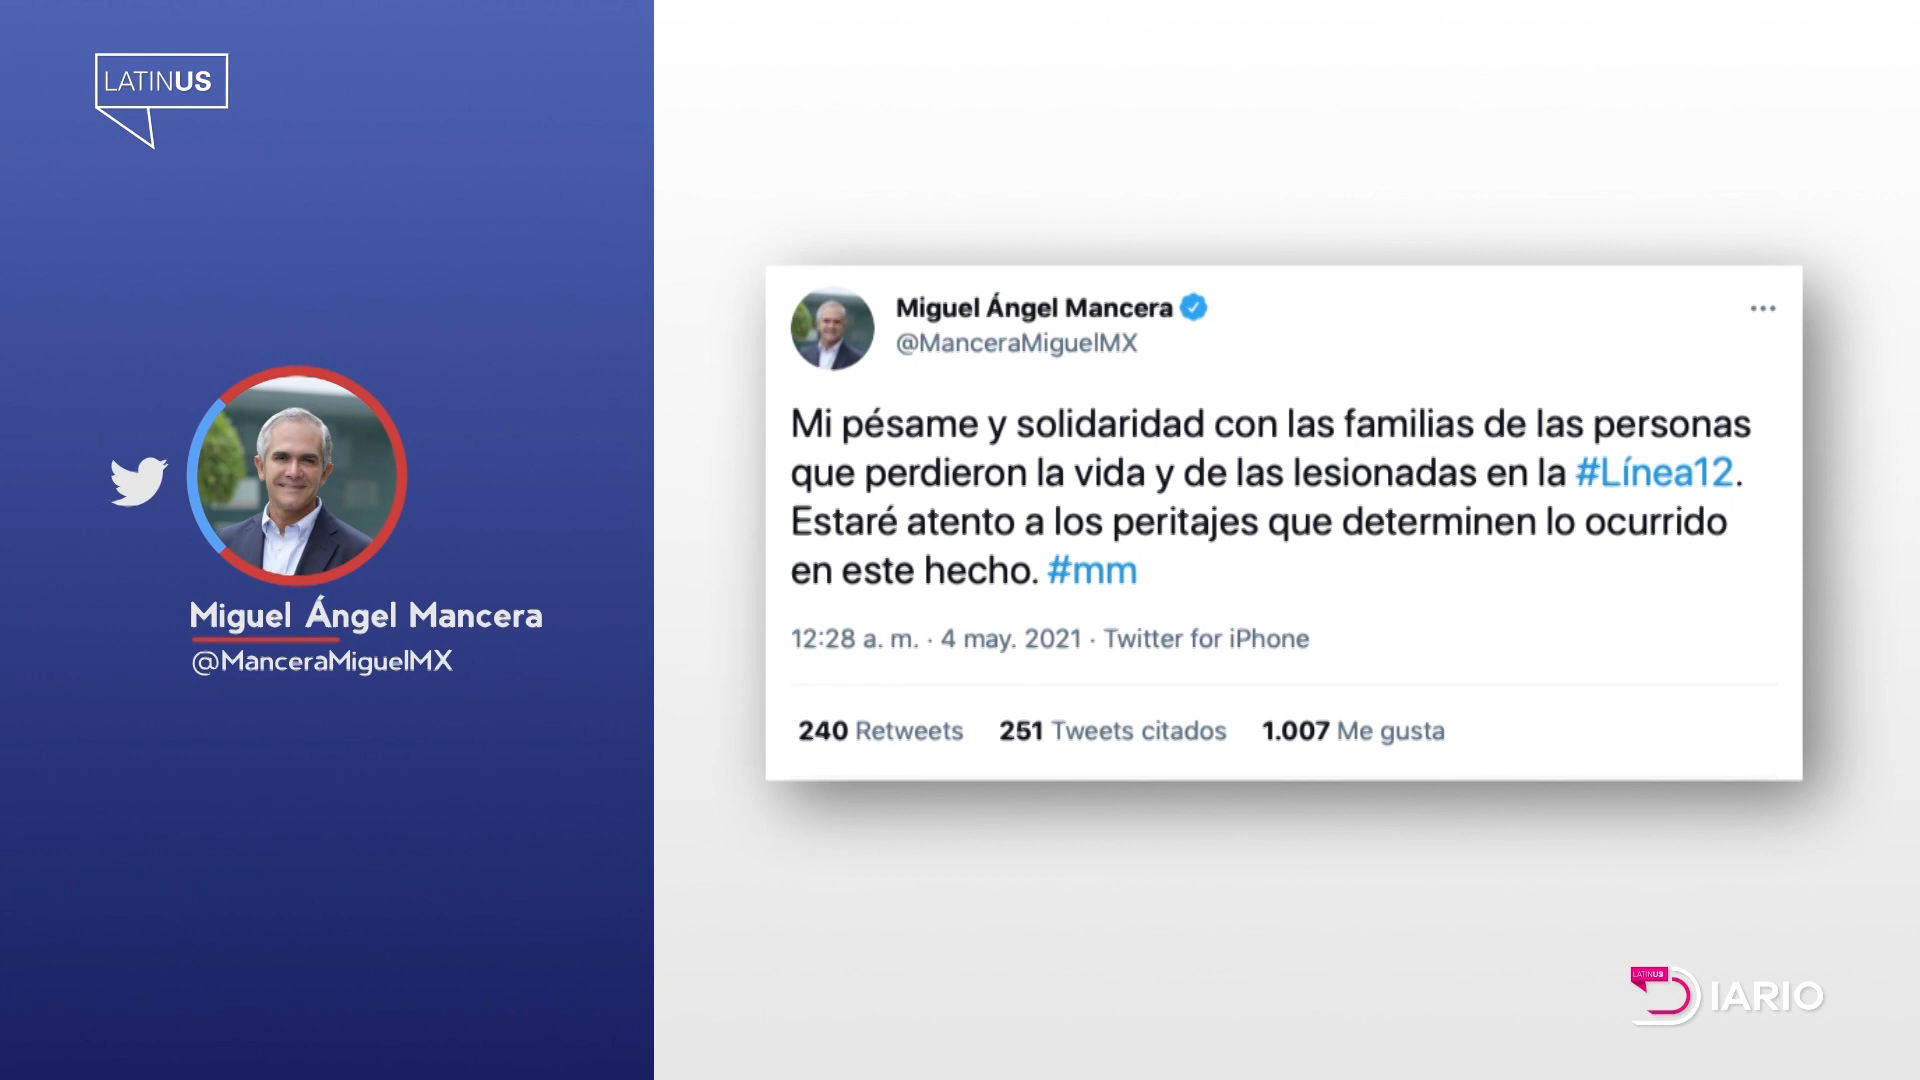 LATINUS
Miguel Ángel Mancera
@ManceraMiguelMX
Miguel Ángel Mancera
@ManceraMiguelMX
Mi pésame y solidaridad con las familias de las personas
que perdieron la vida y de las lesionadas en la #Línea12.
Estaré atento a los peritajes que determinen lo ocurrido
en este hecho. #mm
12:28 a. m. · 4 may. 2021 · Twitter for iPhone
240 Retweets 251 Tweets citados 1.007 Me gusta
LATINUS
DIARIO